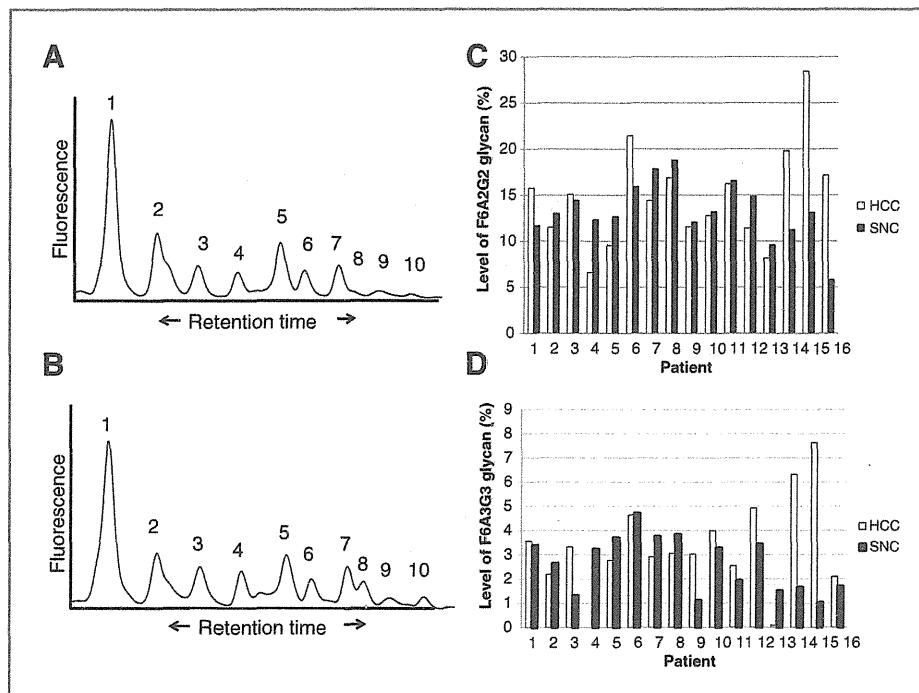 A
1
2
3
4
5
6
7
8
9
10
Fluorescence
← Retention time →
B
1
2
3
4
5
6
7
8
9
10
Fluorescence
← Retention time →
C
30
25
20
15
10
5
0
Level of F6A2G2 glycan (%)
HCC
SNC
1 2 3 4 5 6 7 8 9 10 11 12 13 14 15 16
Patient
D
9
8
7
6
5
4
3
2
1
0
Level of F6A3G3 glycan (%)
HCC
SNC
1 2 3 4 5 6 7 8 9 10 11 12 13 14 15 16
Patient